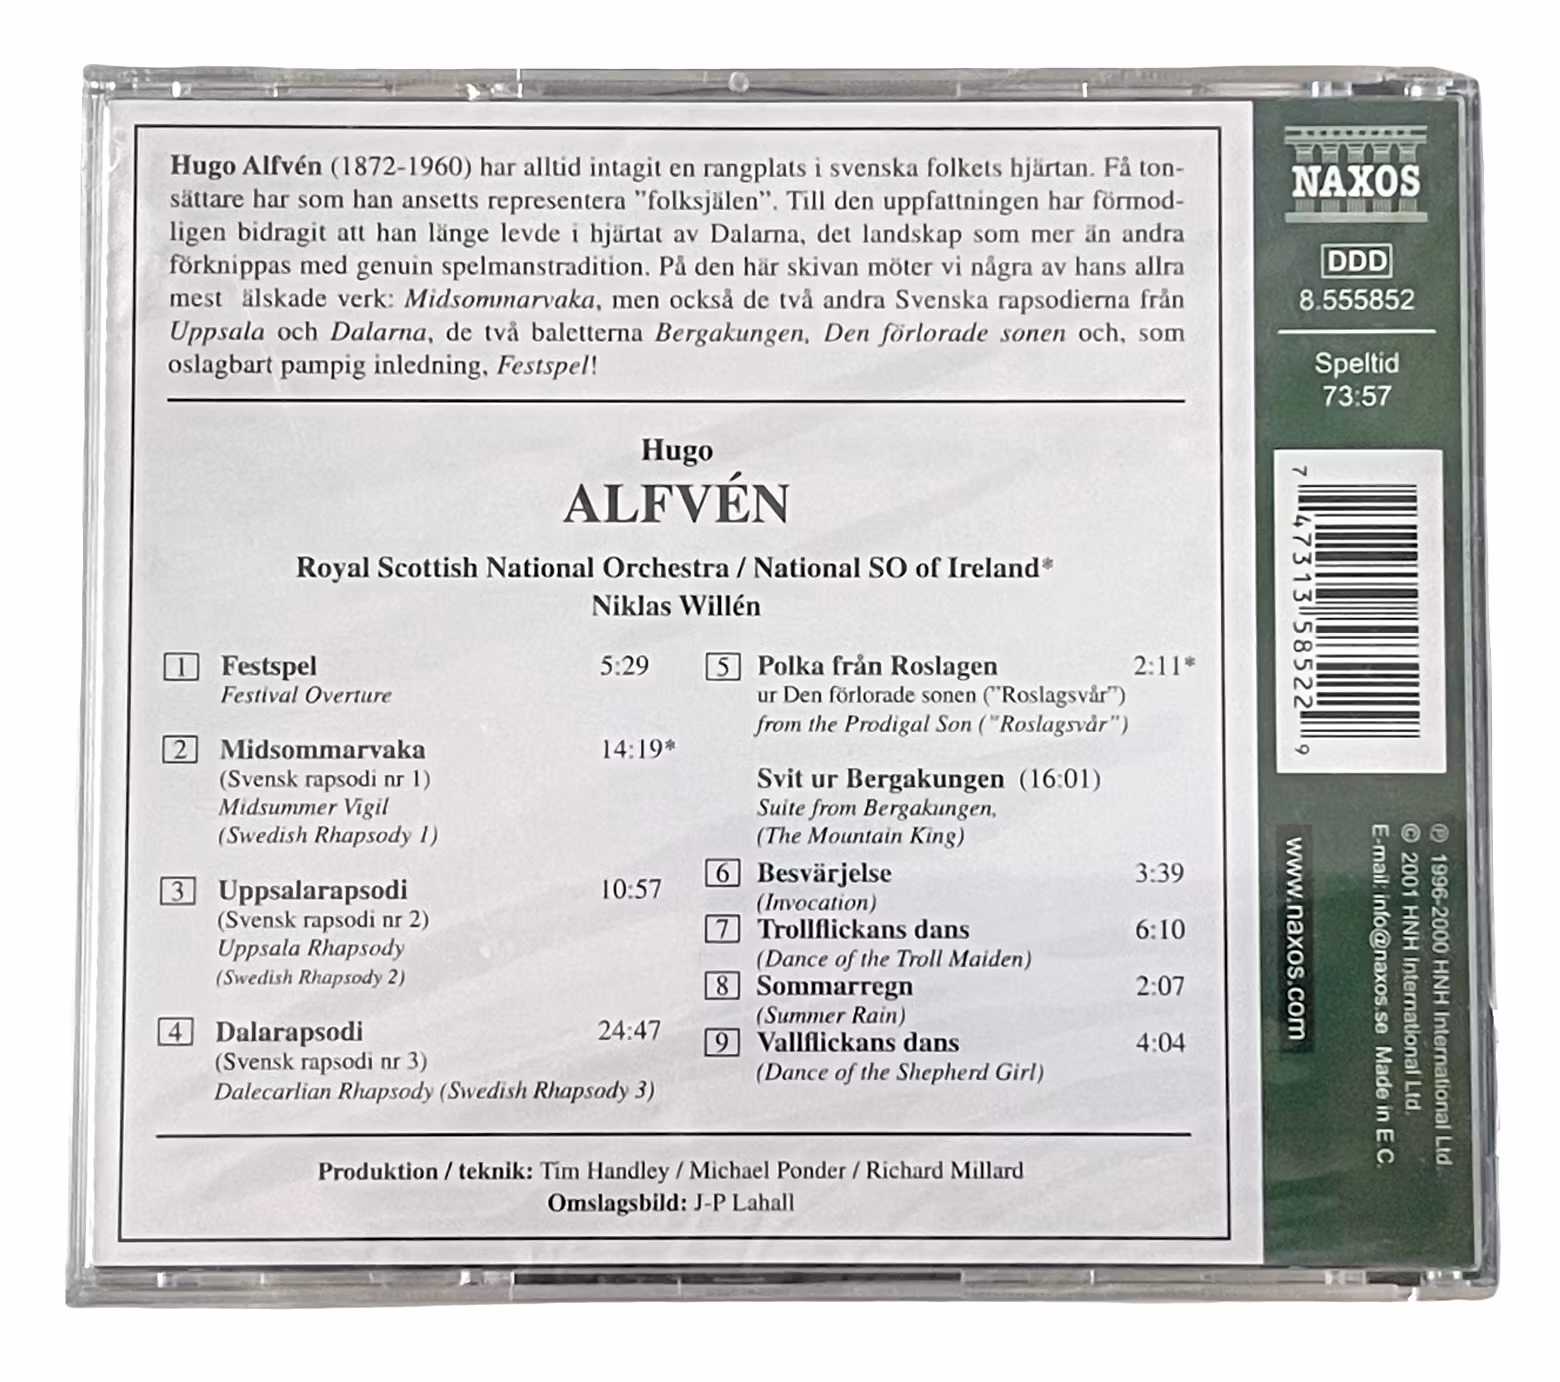 Hugo Alfvén (1872-1960) har alltid intagit en rangplats i svenska folkets hjärtan. Få ton-
sättare har som han ansetts representera "folksjälen". Till den uppfattningen har förmod-
ligen bidragit att han länge levde i hjärtat av Dalarna, det landskap som mer än andra
förknippas med genuin spelmanstradition. På den här skivan möter vi några av hans allra
mest älskade verk: Midsommarvaka, men också de två andra Svenska rapsodierna från
Uppsala och Dalarna, de två baletterna Bergakungen, Den förlorade sonen och, som
oslagbart pampig inledning, Festspel!
Hugo
ALFVÉN
Royal Scottish National Orchestra / National SO of Ireland*
Niklas Willén
1 Festspel 5:29
Festival Overture
2 Midsommarvaka 14:19*
(Svensk rapsodi nr 1)
Midsummer Vigil
(Swedish Rhapsody 1)
3 Uppsalarapsodi 10:57
(Svensk rapsodi nr 2)
Uppsala Rhapsody
(Swedish Rhapsody 2)
4 Dalarapsodi 24:47
(Svensk rapsodi nr 3)
Dalecarlian Rhapsody (Swedish Rhapsody 3)
5 Polka från Roslagen 2:11*
ur Den förlorade sonen ("Roslagsvår")
from the Prodigal Son ("Roslagsvår")
Svit ur Bergakungen (16:01)
Suite from Bergakungen,
(The Mountain King)
6 Besvärjelse 3:39
(Invocation)
7 Trollflickans dans 6:10
(Dance of the Troll Maiden)
8 Sommarregn 2:07
(Summer Rain)
9 Vallflickans dans 4:04
(Dance of the Shepherd Girl)
Produktion / teknik: Tim Handley / Michael Ponder / Richard Millard
Omslagsbild: J-P Lahall
NAXOS
DDD
8.555852
Speltid
73:57
7 47313 58522 9
℗ 1996-2000 HNH International Ltd.
© 2001 HNH International Ltd.
E-mail: info@naxos.se Made in E.C.
www.naxos.com